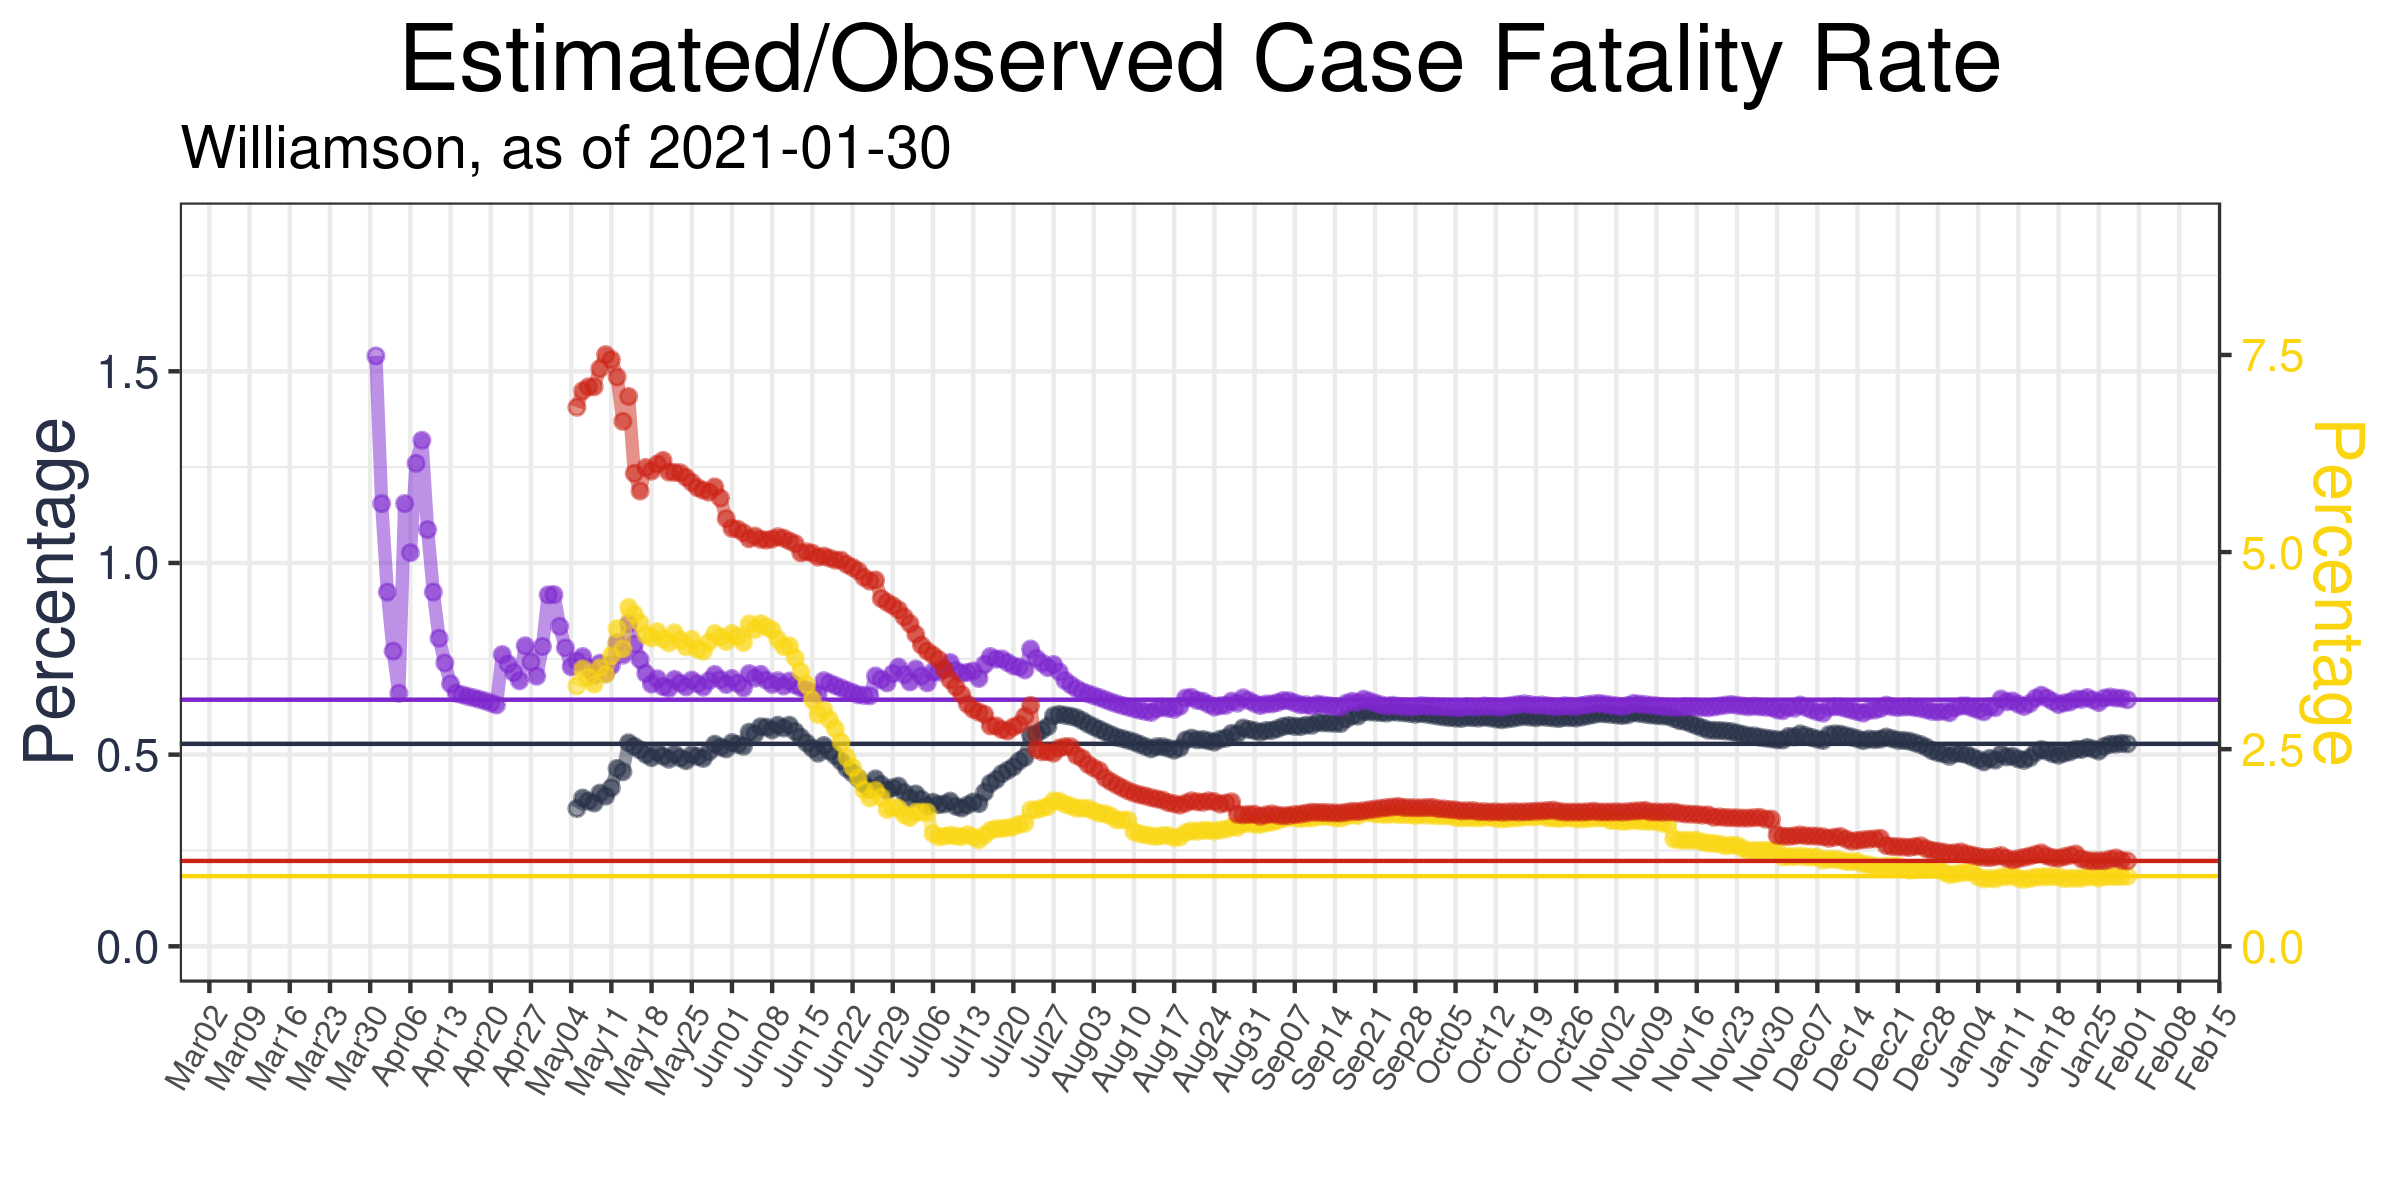 Estimated/Observed Case Fatality Rate
Williamson, as of 2021-01-30
Percentage
1.5
1.0
0.5
0.0
7.5
5.0
2.5
0.0
Percentage
Mar02 Mar09 Mar16 Mar23 Mar30 Apr06 Apr13 Apr20 Apr27 May04 May11 May18 May25 Jun01 Jun08 Jun15 Jun22 Jun29 Jul06 Jul13 Jul20 Jul27 Aug03 Aug10 Aug17 Aug24 Aug31 Sep07 Sep14 Sep21 Sep28 Oct05 Oct12 Oct19 Oct26 Nov02 Nov09 Nov16 Nov23 Nov30 Dec07 Dec14 Dec21 Dec28 Jan04 Jan11 Jan18 Jan25 Feb01 Feb08 Feb15